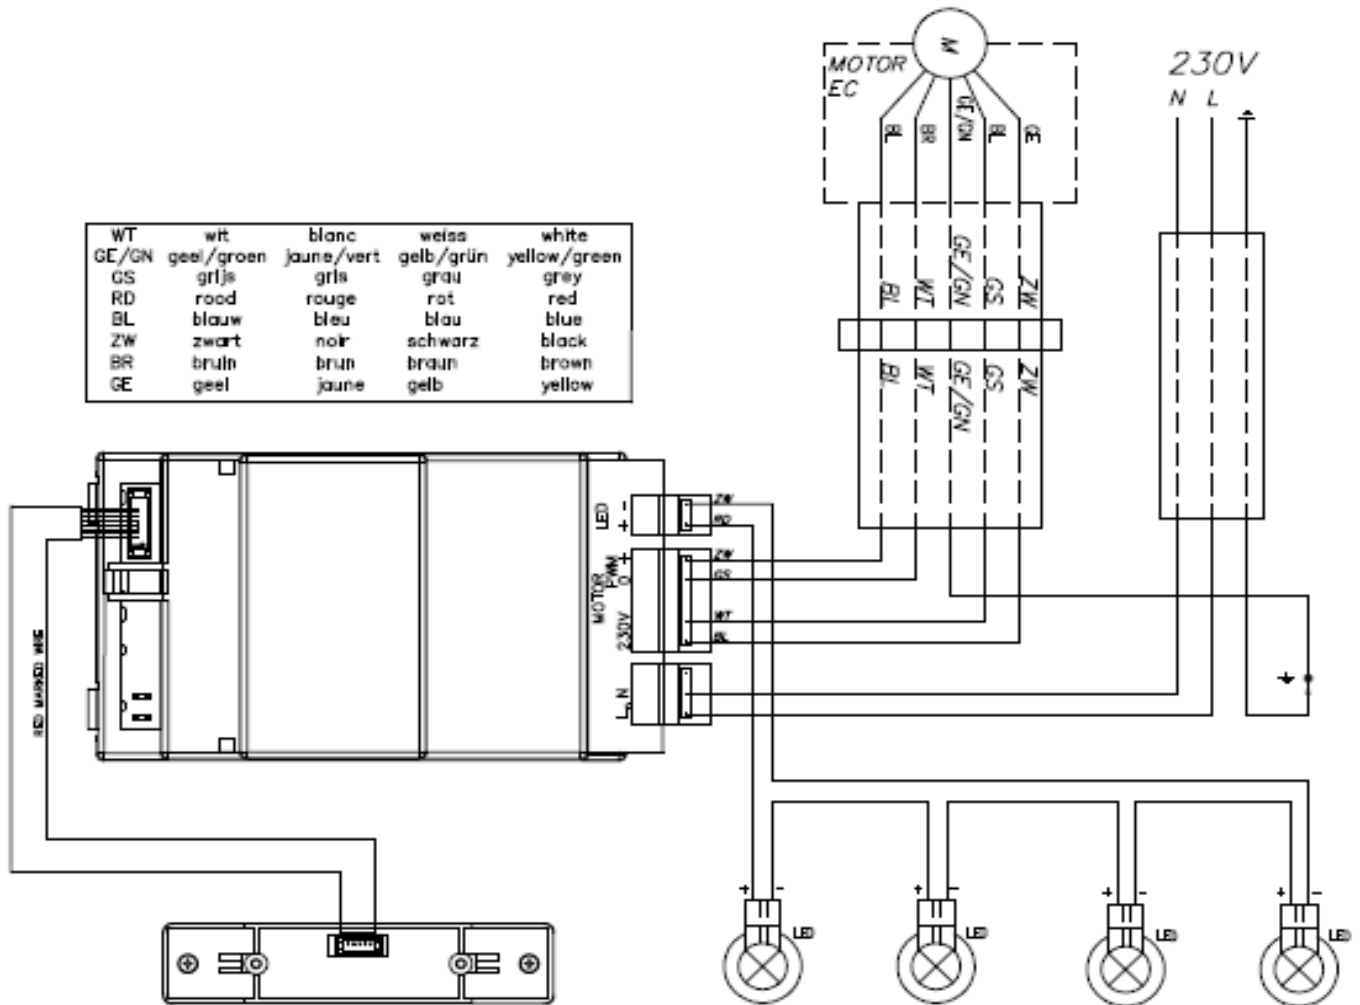 M
MOTOR
EC
BL
BR
GE/GN
BL
GE
230V
N L
WT wit blanc weiss white
GE/GN geel/groen jaune/vert gelb/grün yellow/green
GS grijs gris grau grey
RD rood rouge rot red
BL blauw bleu blau blue
ZW zwart noir schwarz black
BR bruin brun braun brown
GE geel jaune gelb yellow
BL
WT
GE/GN
GS
ZW
BL
WT
GE/GN
GS
ZW
LED
-
+
ZW
RD
MOTOR
PWM
+
0
230V
ZW
GS
WT
BL
N
L
RED MARKED WIRE
+ -
LED
+ -
LED
+ -
LED
+ -
LED